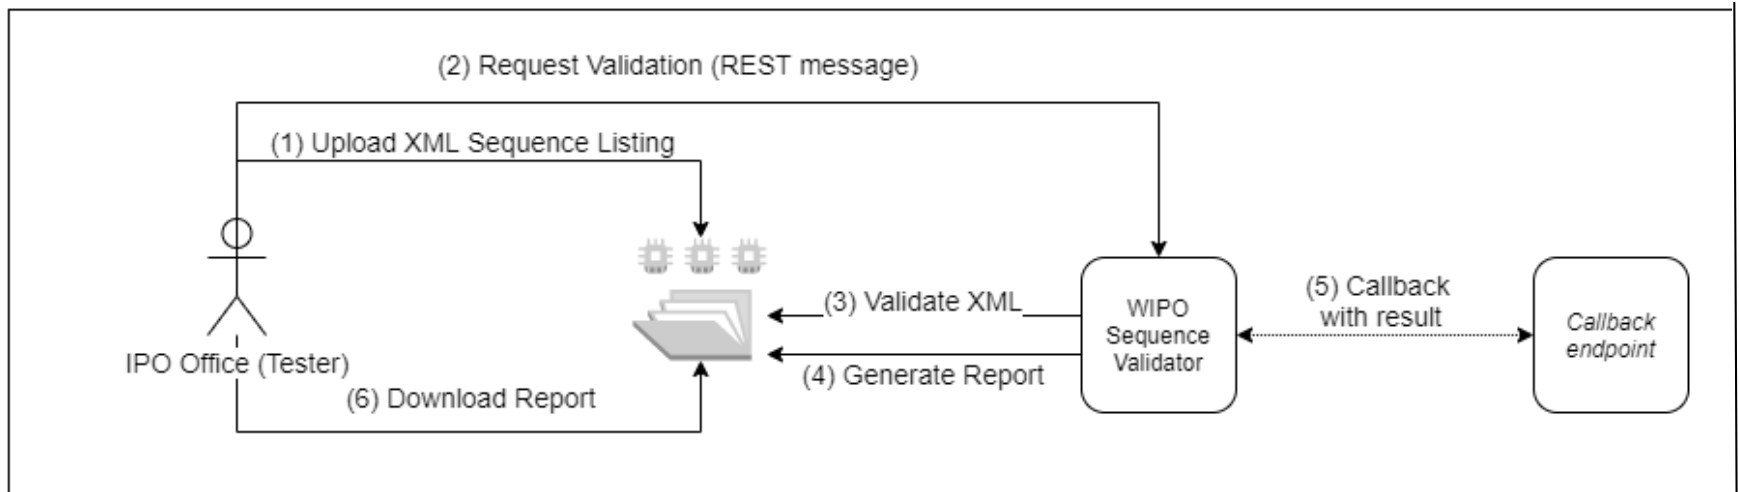 (2) Request Validation (REST message)
(1) Upload XML Sequence Listing
(3) Validate XML
(5) Callback
with result
WIPO
Sequence
Validator
Callback
endpoint
IPO Office (Tester)
(4) Generate Report
(6) Download Report